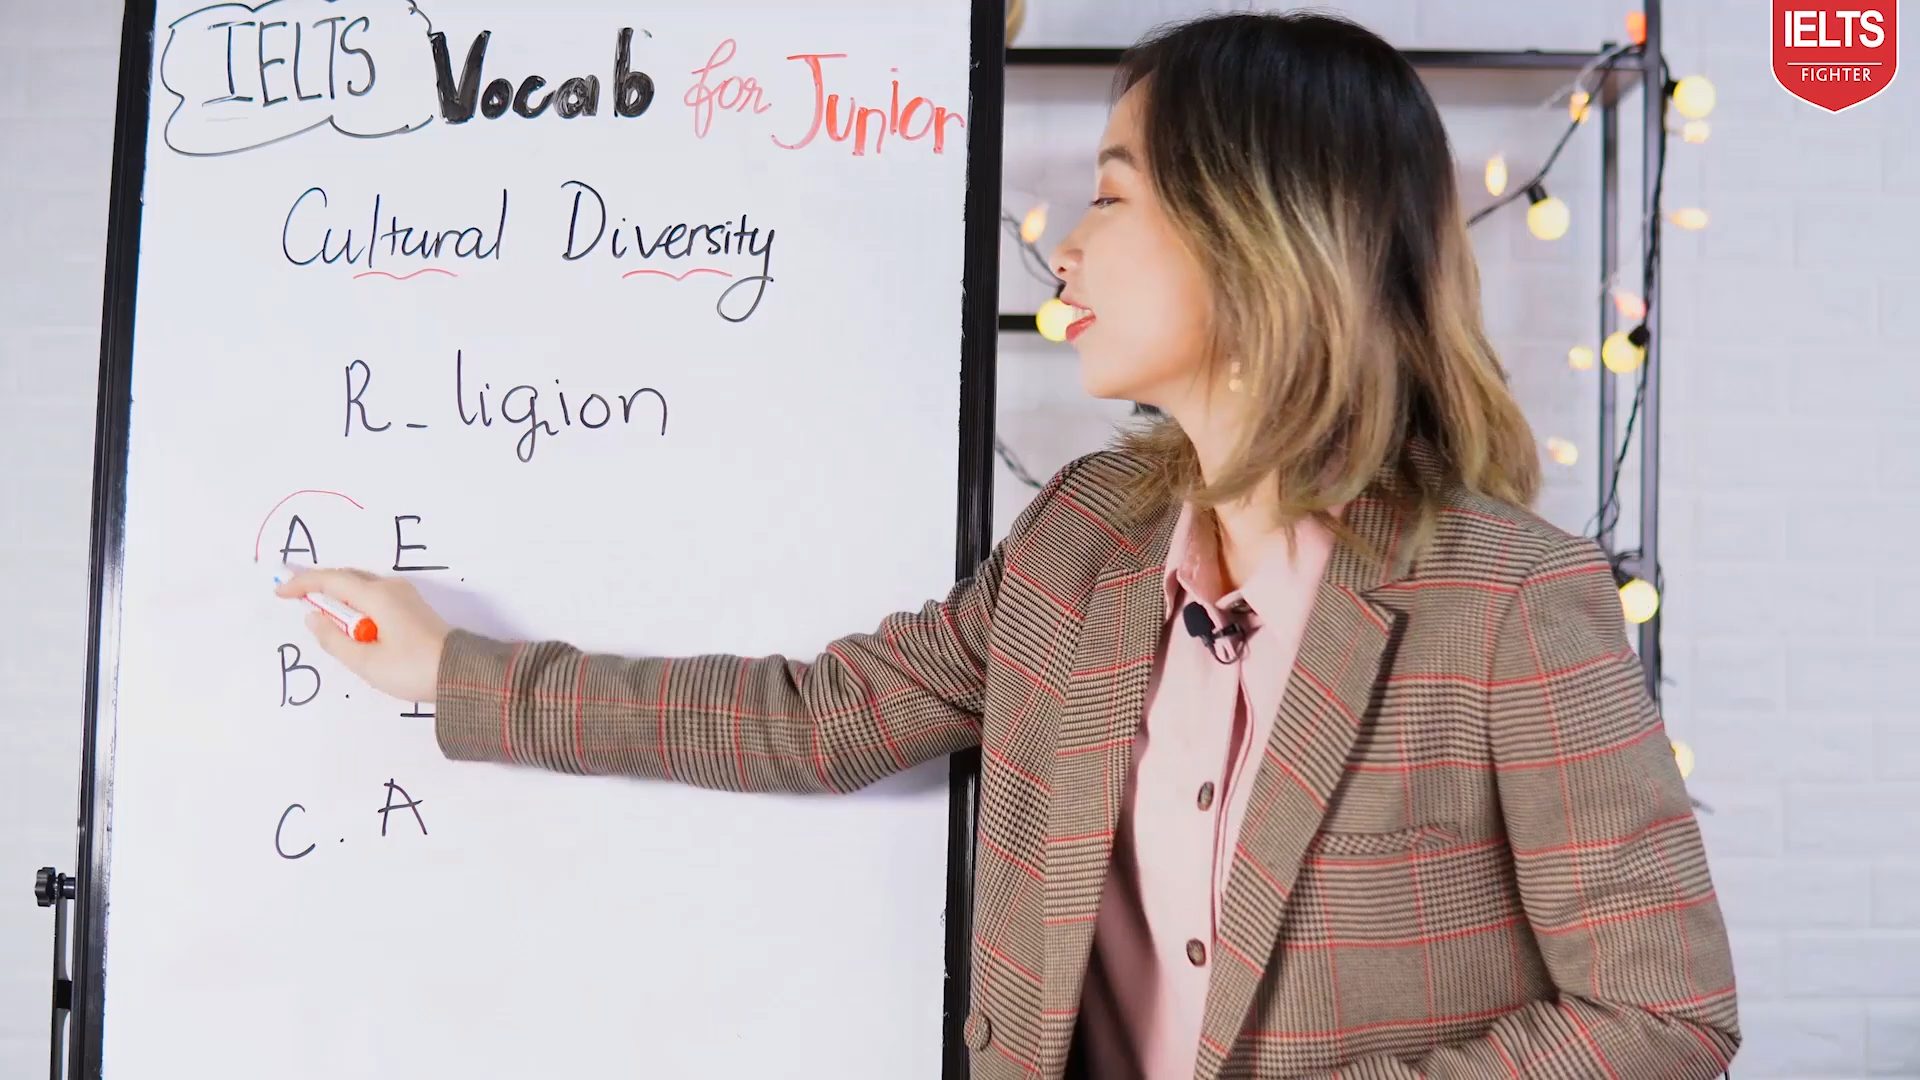 IELTS Vocab for Junior
IELTS
FIGHTER
Cultural Diversity
R_ligion
A E
B.
C. A